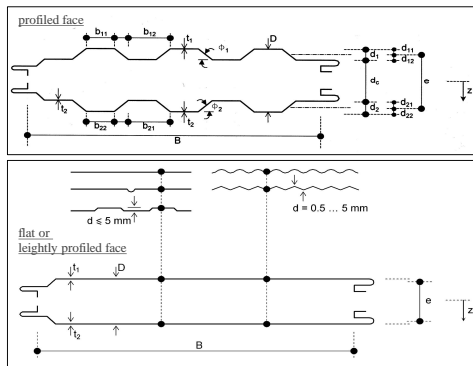 profiled face
b11 b12 t1 Φ1 D d11
d1 d12
dc e
z
d21
t2 Φ2 d2
b22 b21 t2 d22
B
d ⩽ 5 mm d = 0.5 ... 5 mm
flat or
leightly profiled face
t1 D
e
z
t2
B